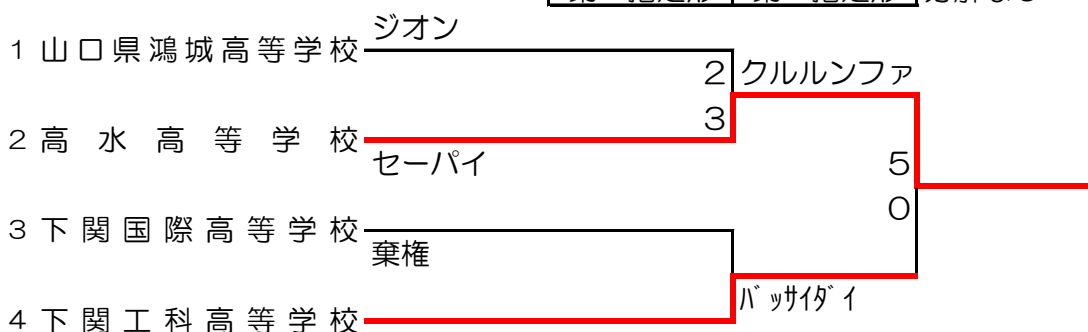 ジオン
1 山口県鴻城高等学校
2 クルルンファ
3
2 高水高等学校
セーパイ
5
0
3 下関国際高等学校
棄権
バッサイダイ
4 下関工科高等学校